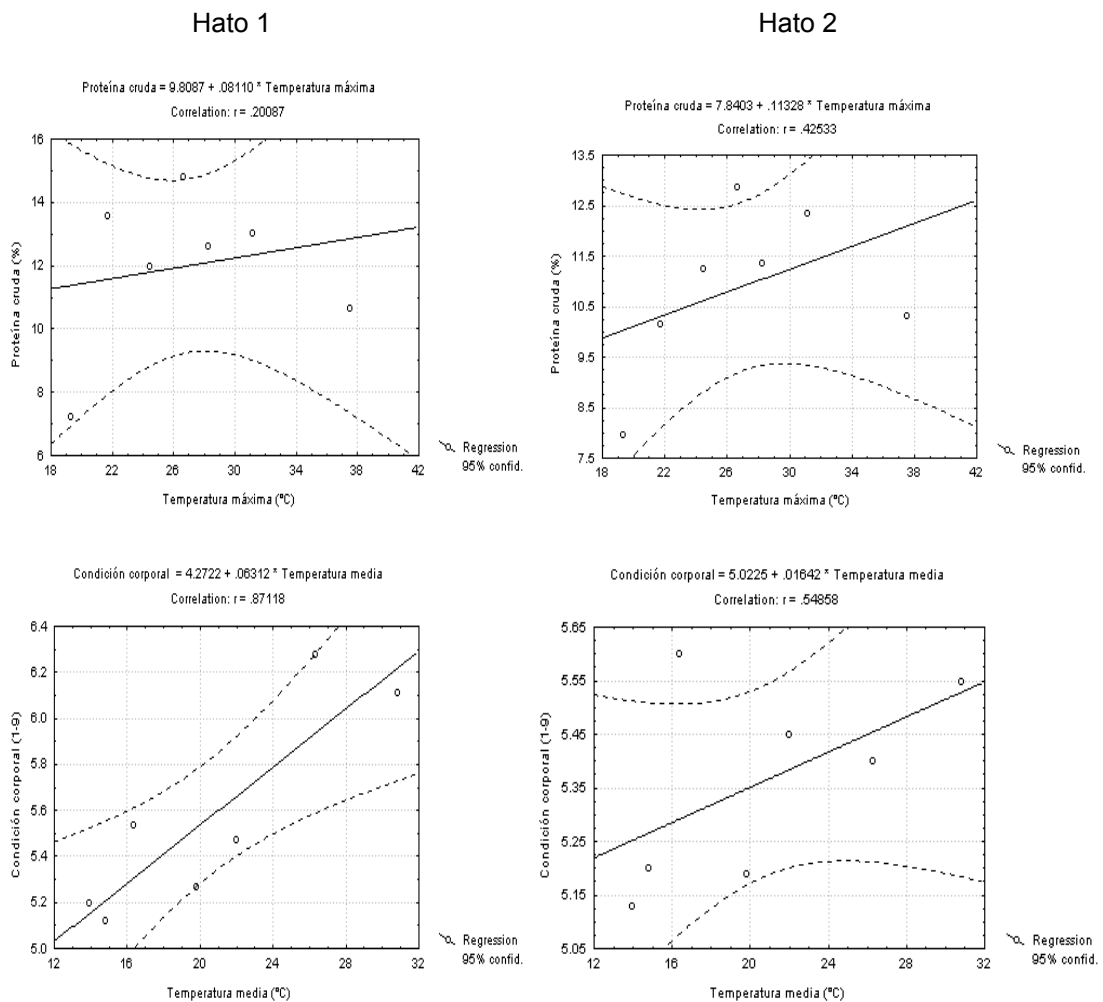 Hato 1
Hato 2
Proteína cruda = 9.8087 + .08110 * Temperatura máxima
Correlation: r = .20087
16
14
12
10
8
6
18 22 26 30 34 38 42
Proteína cruda (%)
Temperatura máxima (ºC)
Regression
95% confid.
Proteína cruda = 7.8403 + .11328 * Temperatura máxima
Correlation: r = .42533
13.5
12.5
11.5
10.5
9.5
8.5
7.5
18 22 26 30 34 38 42
Proteína cruda (%)
Temperatura máxima (ºC)
Regression
95% confid.
Condición corporal = 4.2722 + .06312 * Temperatura media
Correlation: r = .87118
6.4
6.2
6.0
5.8
5.6
5.4
5.2
5.0
12 16 20 24 28 32
Condición corporal (1-9)
Temperatura media (ºC)
Regression
95% confid.
Condición corporal = 5.0225 + .01642 * Temperatura media
Correlation: r = .54858
5.65
5.55
5.45
5.35
5.25
5.15
5.05
12 16 20 24 28 32
Condición corporal (1-9)
Temperatura media (ºC)
Regression
95% confid.